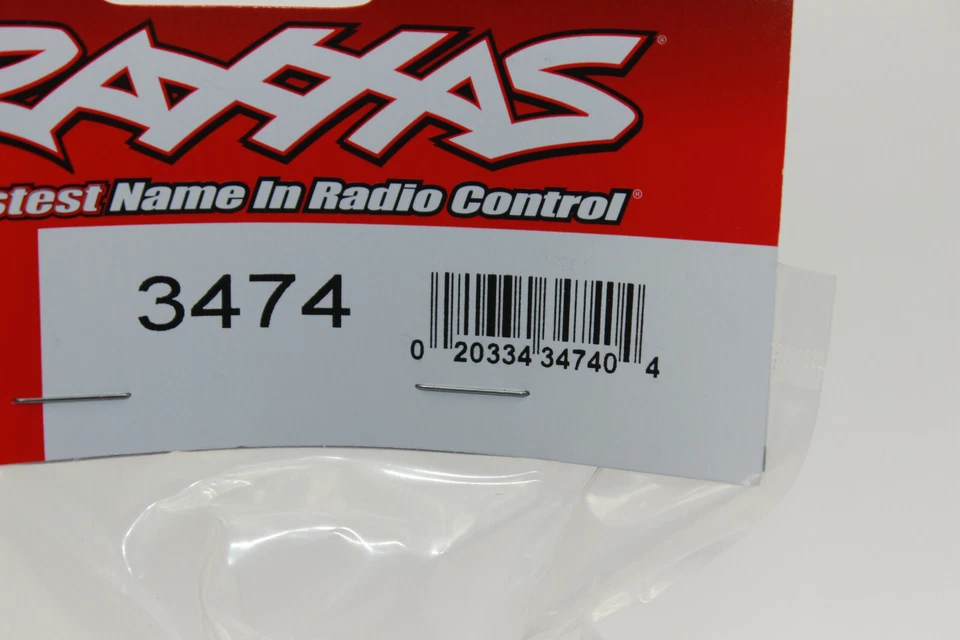 RAXXAS®
stest Name In Radio Control®
3474
0 20334 34740 4